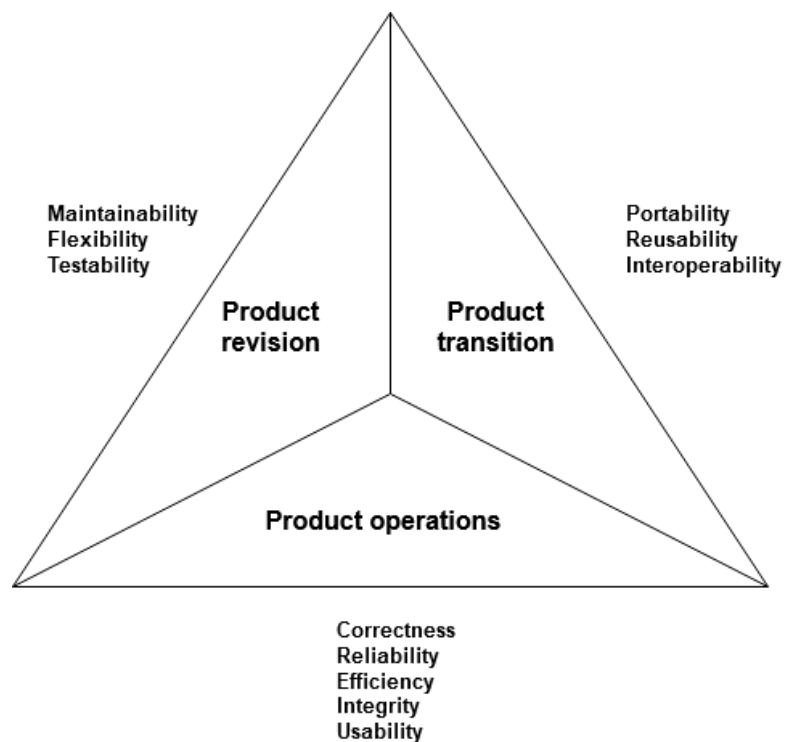 Maintainability
Flexibility
Testability
Portability
Reusability
Interoperability
Product
revision
Product
transition
Product operations
Correctness
Reliability
Efficiency
Integrity
Usability